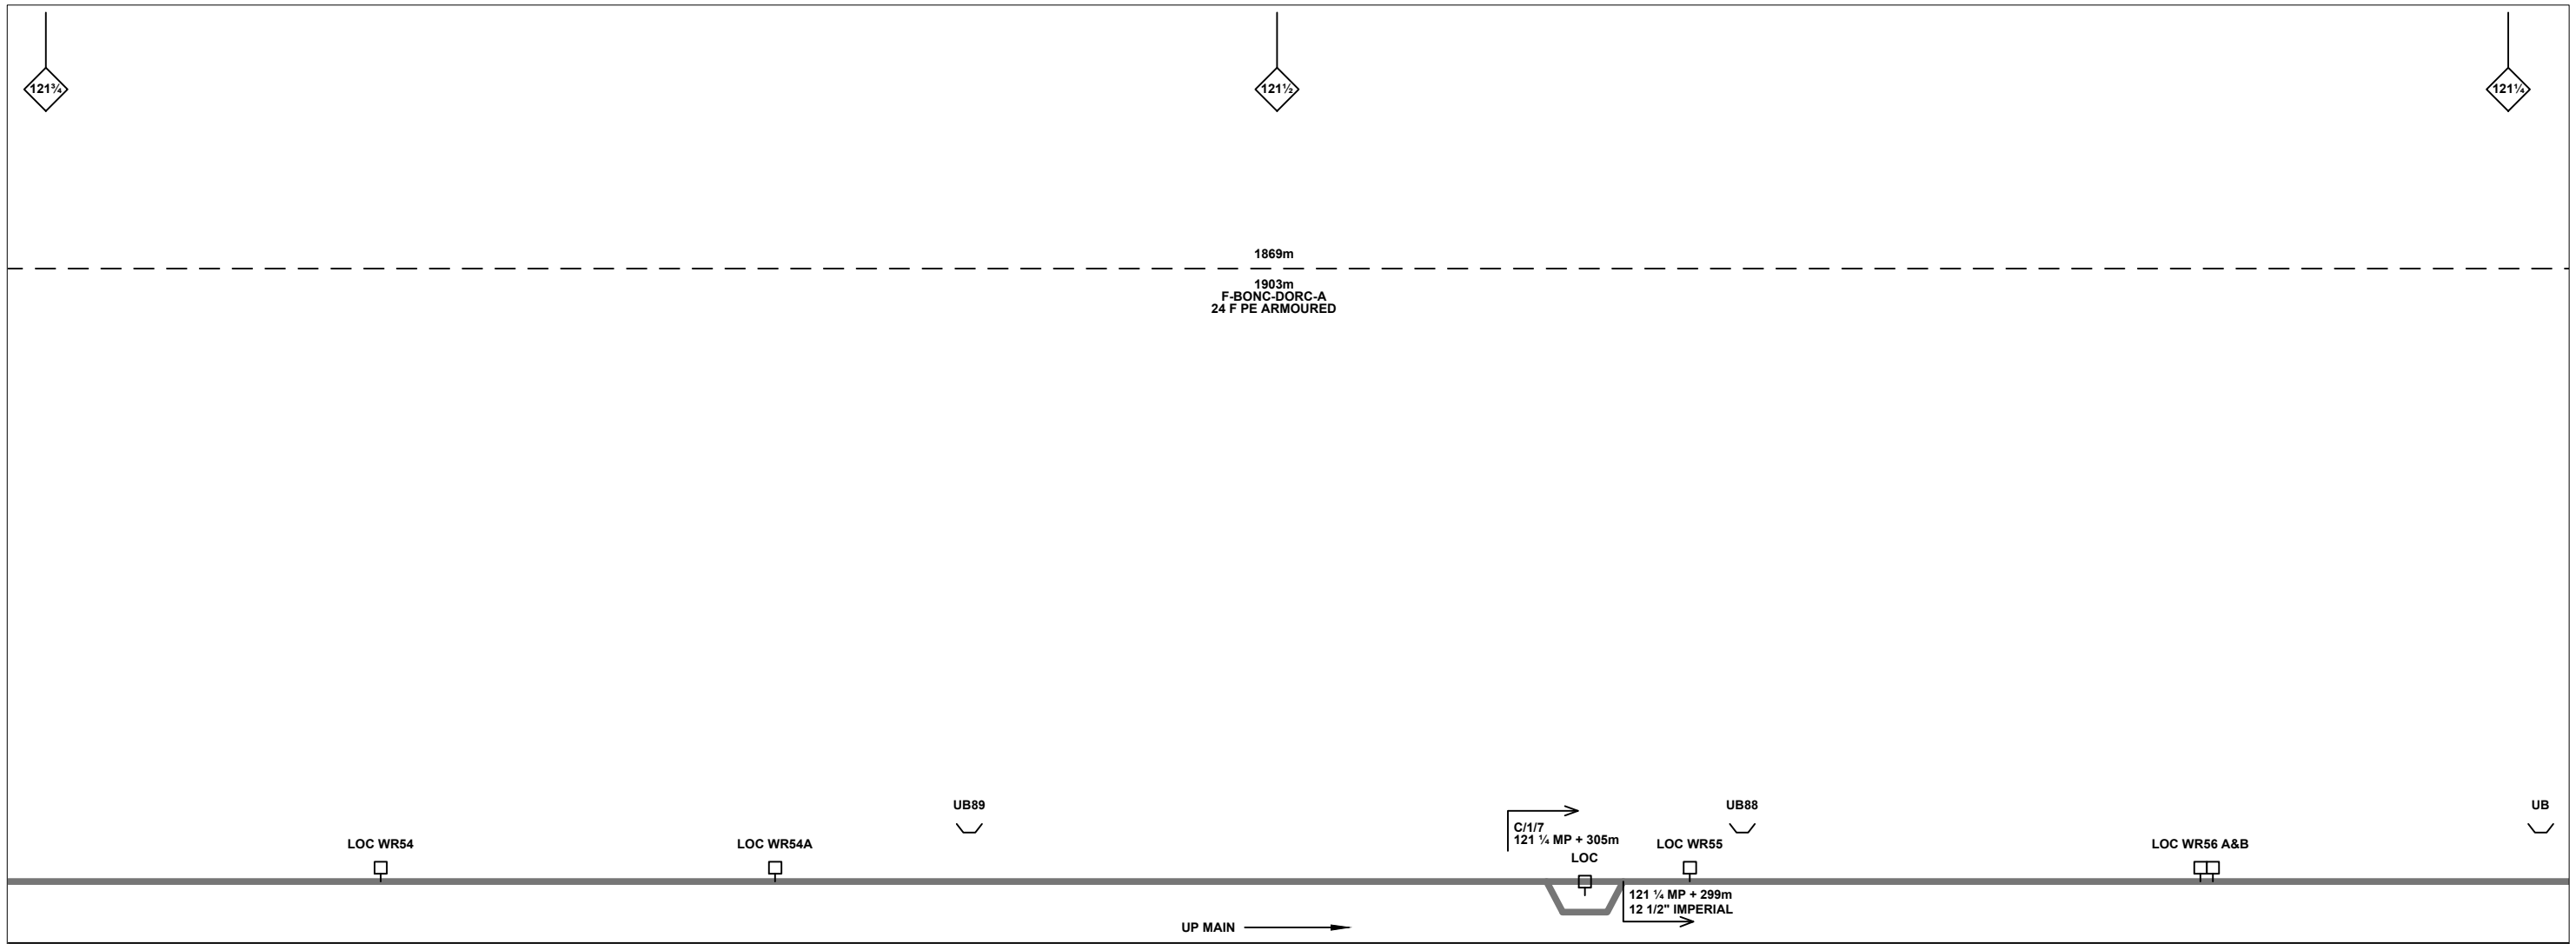 121¾
121½
121¼
1869m
1903m
F-BONC-DORC-A
24 F PE ARMOURED
UB89
UB88
UB
C/1/7
121 ¼ MP + 305m
LOC WR54
LOC WR54A
LOC
LOC WR55
LOC WR56 A&B
121 ¼ MP + 299m
12 1/2" IMPERIAL
UP MAIN